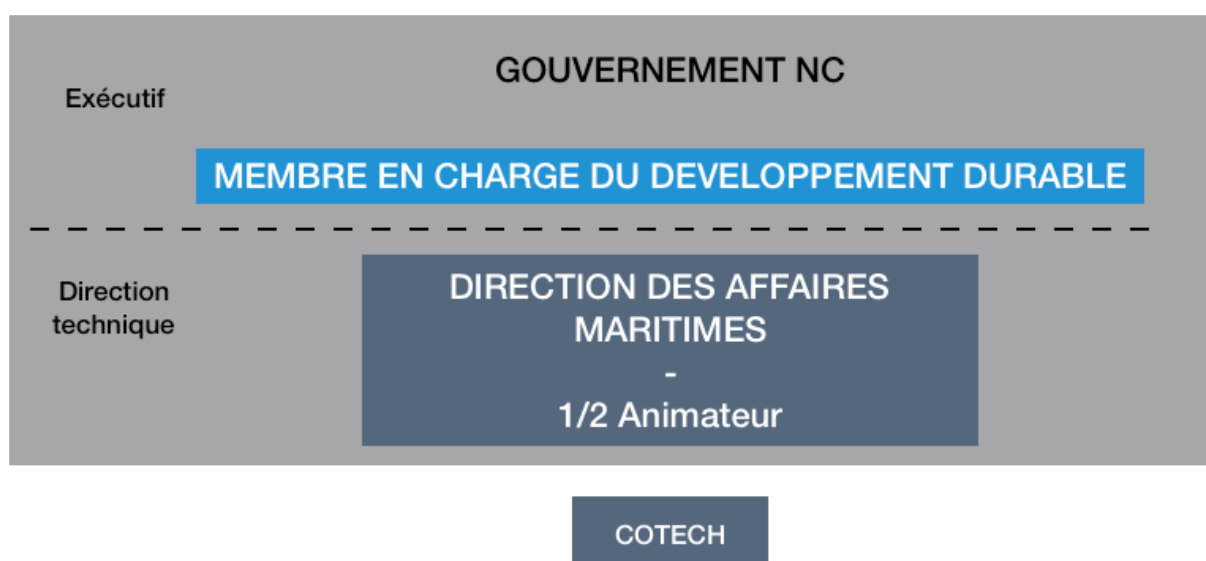 GOUVERNEMENT NC
Exécutif
MEMBRE EN CHARGE DU DEVELOPPEMENT DURABLE
Direction
technique
DIRECTION DES AFFAIRES
MARITIMES
-
1/2 Animateur
COTECH